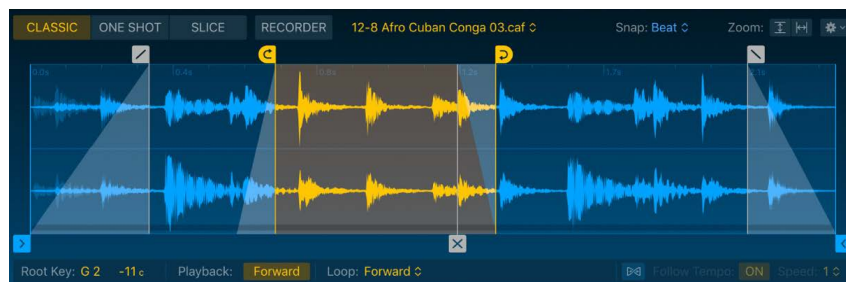 CLASSIC ONE SHOT SLICE RECORDER 12-8 Afro Cuban Conga 03.caf Snap: Beat Zoom:
0.0s 0.4s 0.8s 1.2s 1.7s 2.1s
Root Key: G 2 -11 c Playback: Forward Loop: Forward Follow Tempo: ON Speed: 1